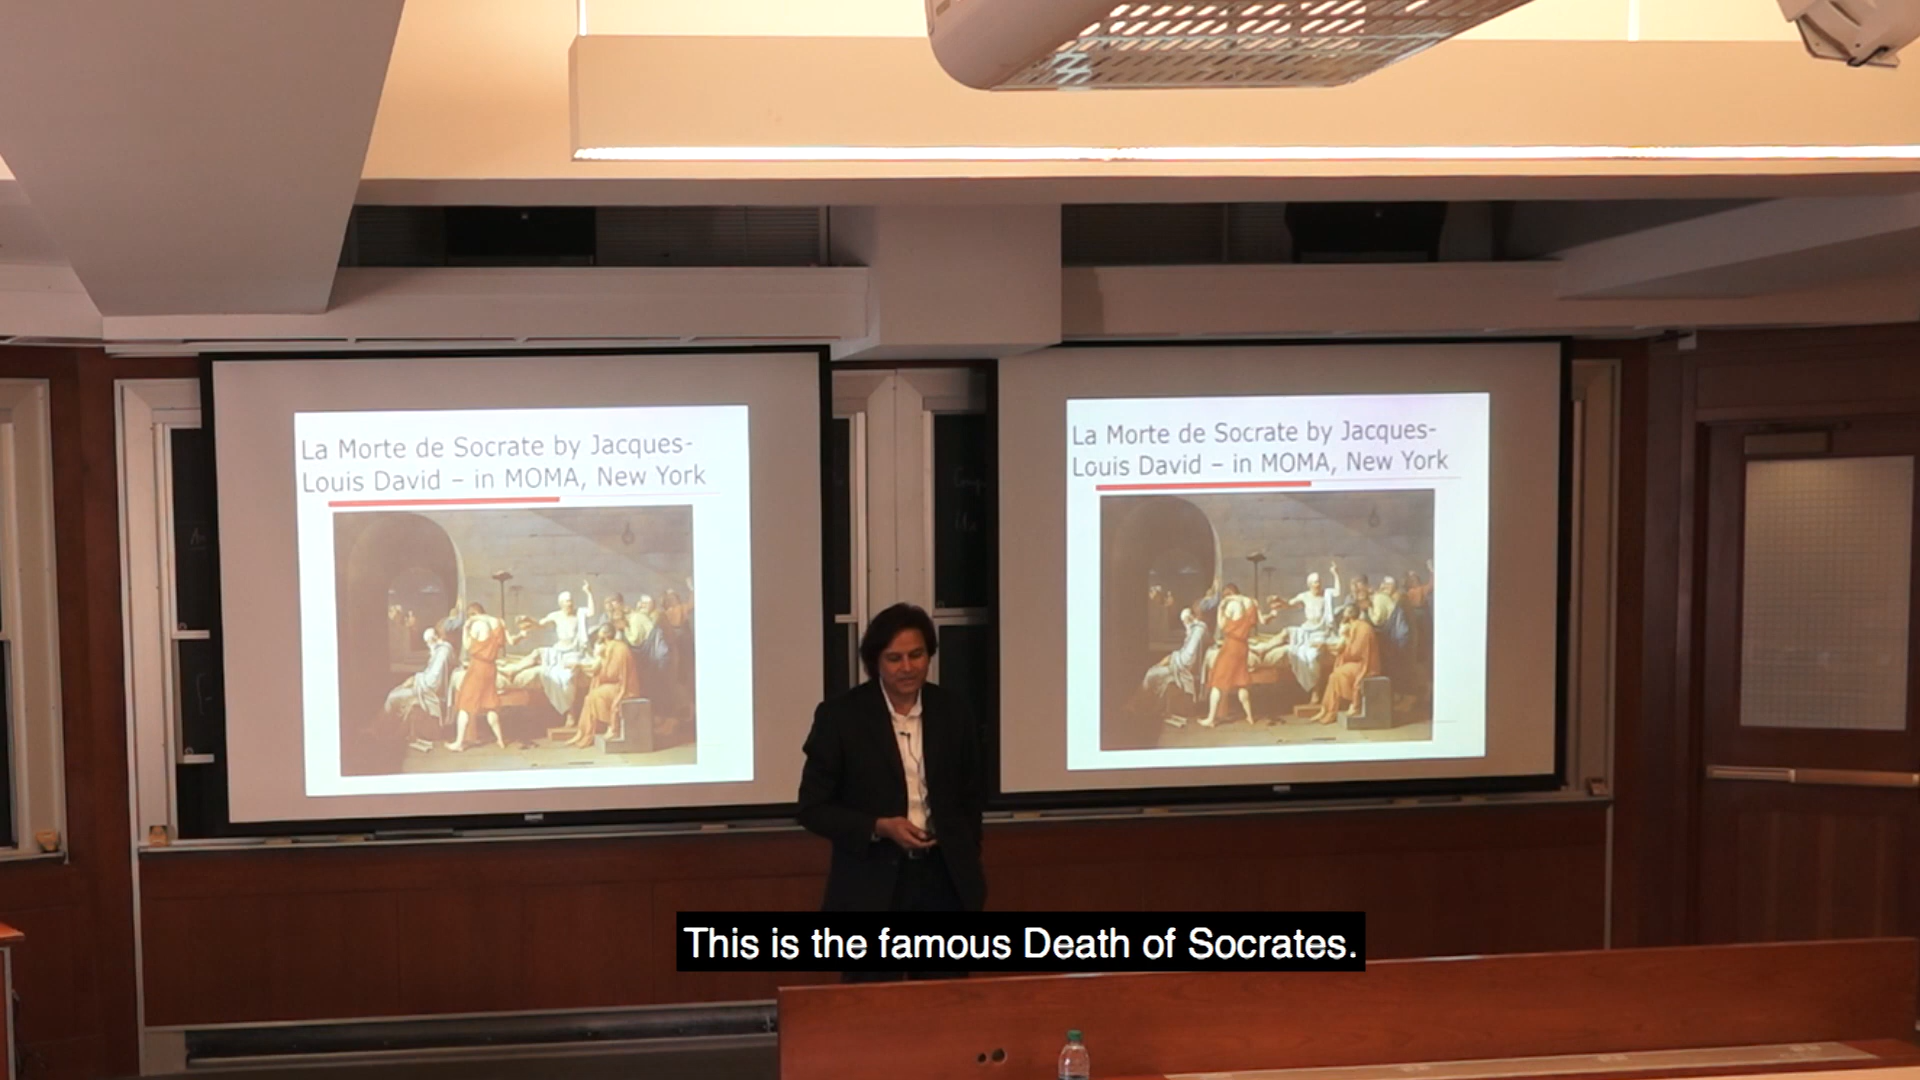 La Morte de Socrate by Jacques-
Louis David – in MOMA, New York
La Morte de Socrate by Jacques-
Louis David – in MOMA, New York
This is the famous Death of Socrates.